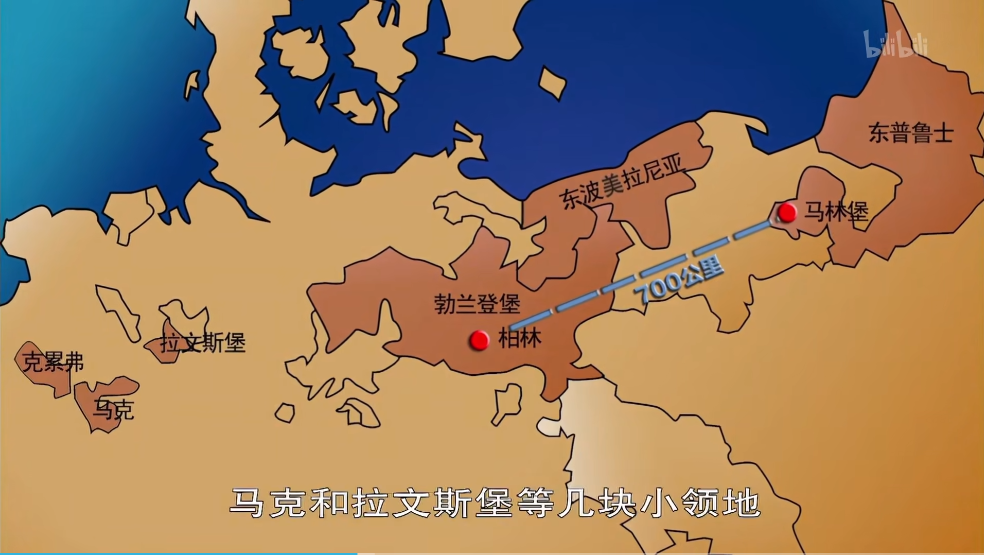 bilibili
东普鲁士
东波美拉尼亚
马林堡
700公里
勃兰登堡
柏林
拉文斯堡
克累弗
马克
马克和拉文斯堡等几块小领地